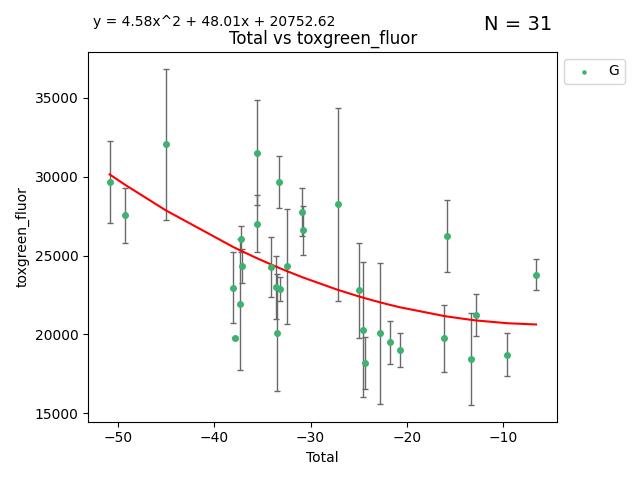 y = 4.58x^2 + 48.01x + 20752.62
N = 31
Total vs toxgreen_fluor
G
35000
30000
25000
20000
15000
toxgreen_fluor
−50
−40
−30
−20
−10
Total